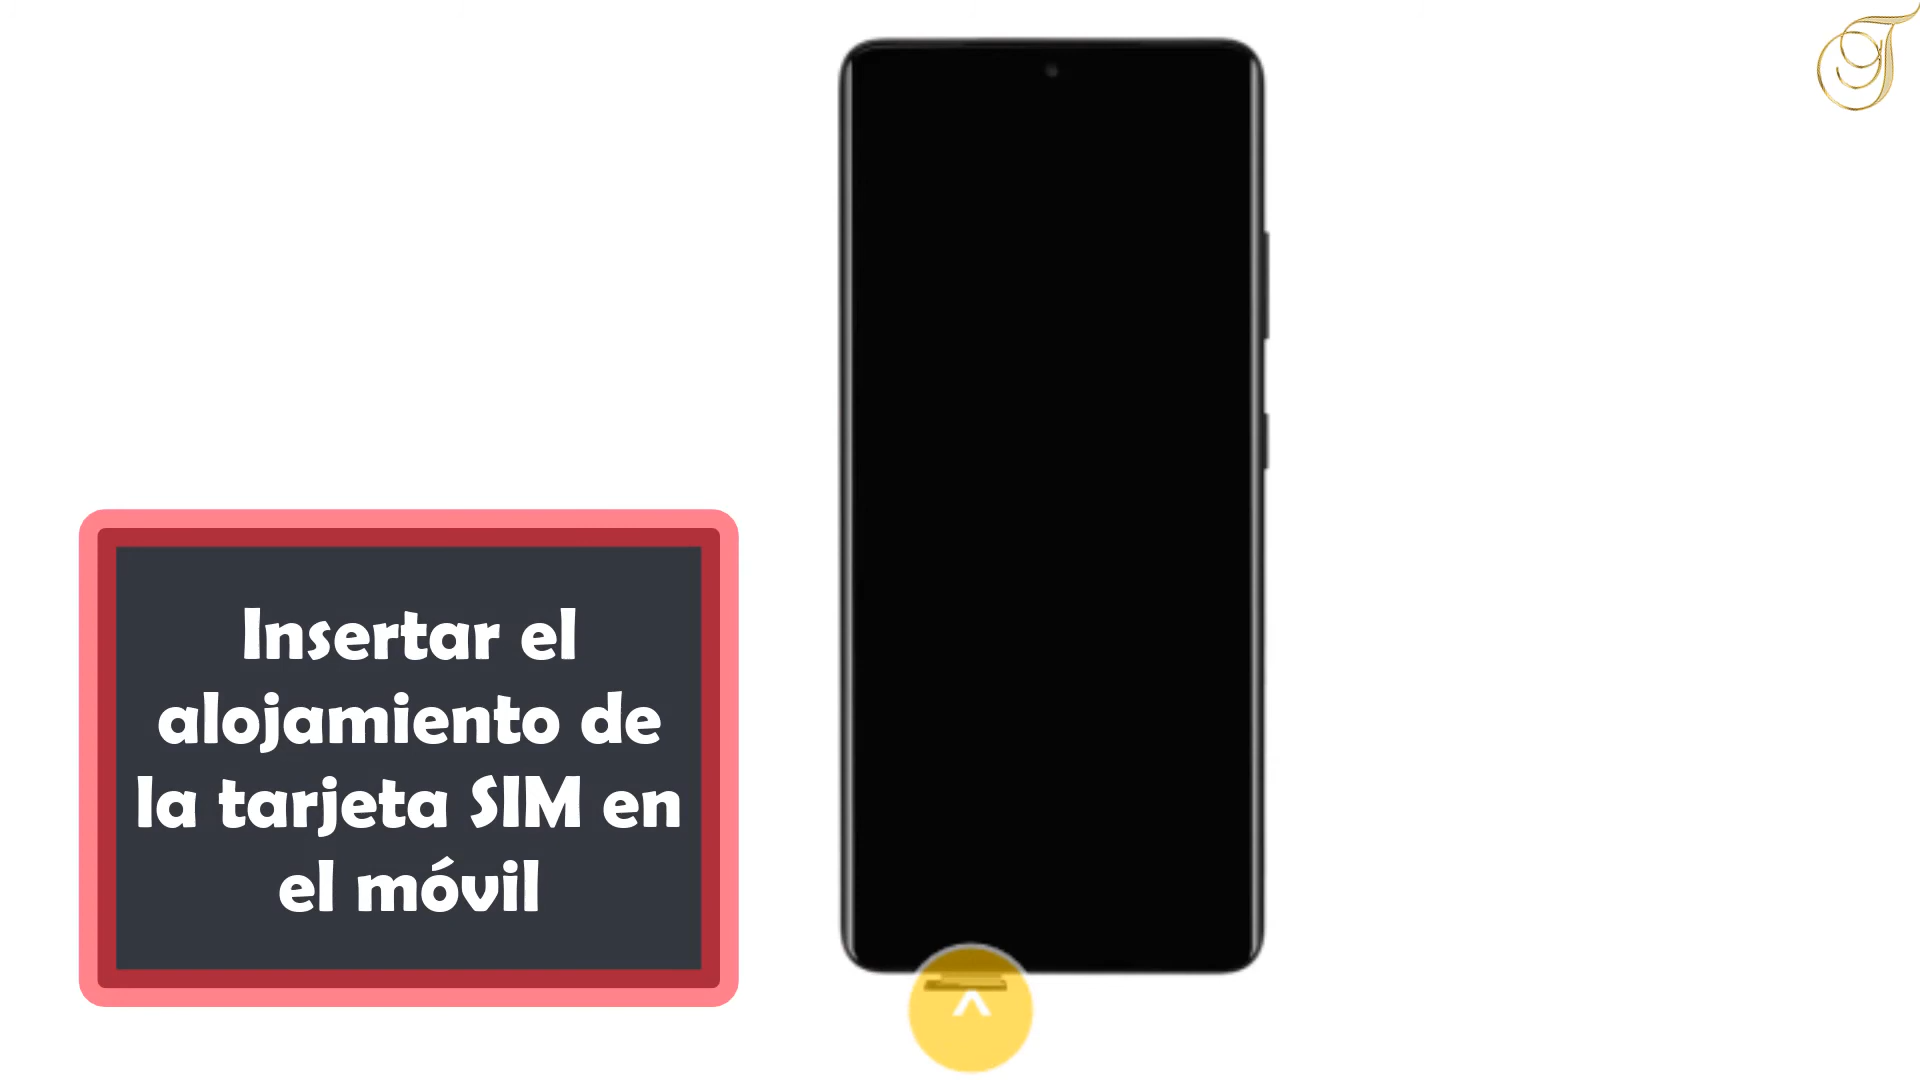 Insertar el
alojamiento de
la tarjeta SIM en
el móvil